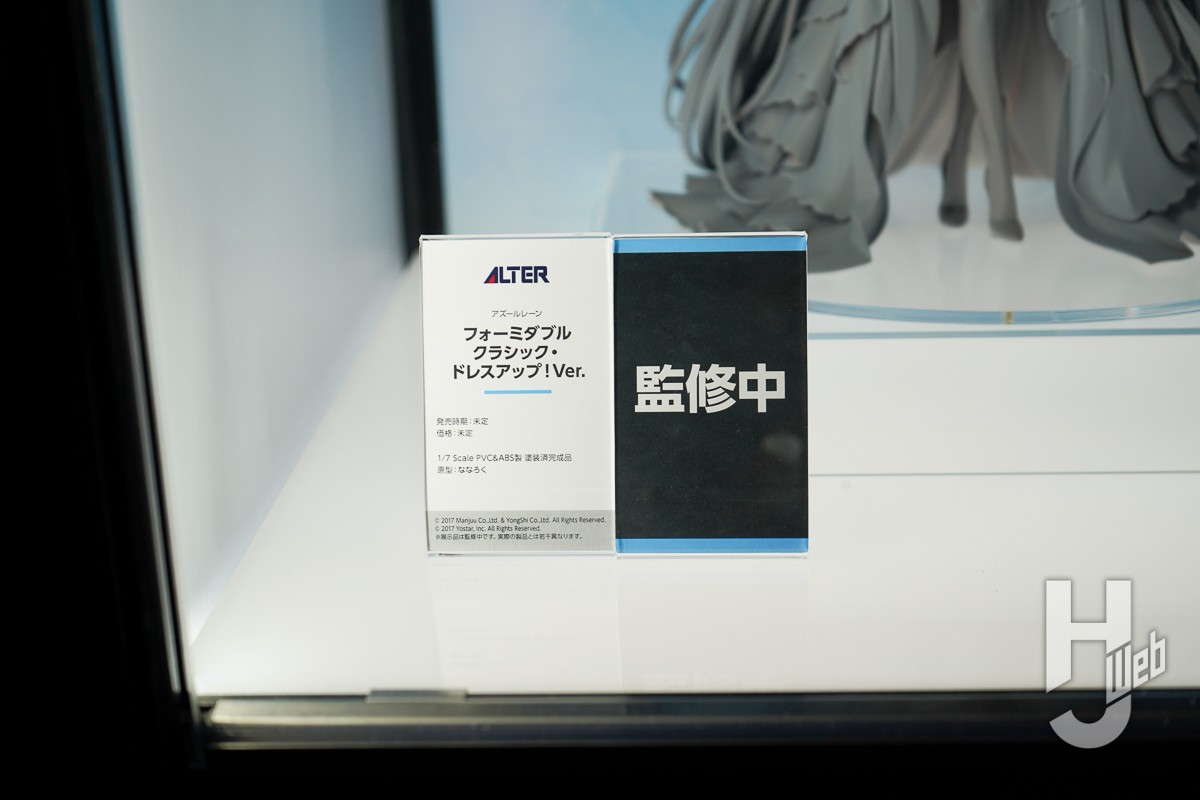 ALTER
アズールレーン
フォーミダブル
クラシック・
ドレスアップ！Ver.
発売時期：未定
価格：未定
1/7 Scale PVC&ABS製 塗装済完成品
原型：ななろく
© 2017 Manjuu Co.,Ltd. & YongShi Co.,Ltd. All Rights Reserved.
© 2017 Yostar, Inc. All Rights Reserved.
※展示品は監修中です。実際の製品とは若干異なります。
監修中
HJ Web